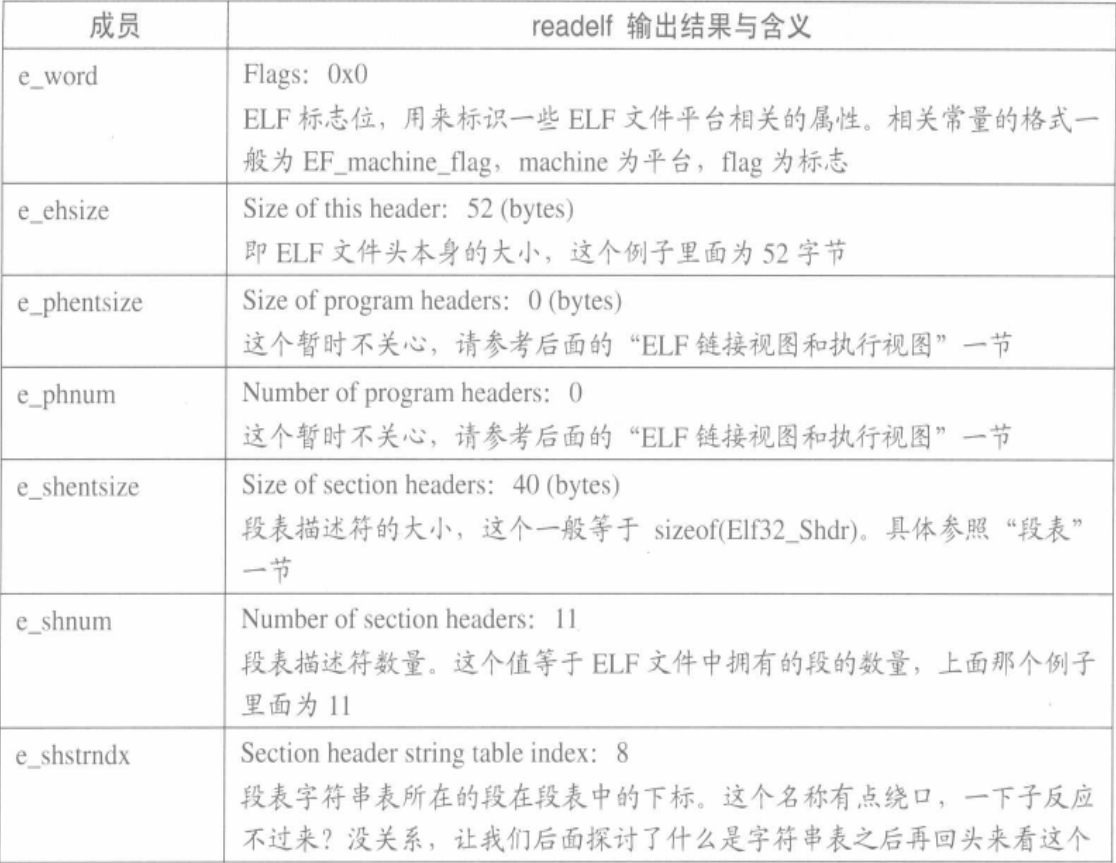 成员
readelf 输出结果与含义
e_word
Flags: 0x0
ELF 标志位，用来标识一些 ELF 文件平台相关的属性。相关常量的格式一
般为 EF_machine_flag，machine 为平台，flag 为标志
e_ehsize
Size of this header: 52 (bytes)
即 ELF 文件头本身的大小，这个例子里面为 52 字节
e_phentsize
Size of program headers: 0 (bytes)
这个暂时不关心，请参考后面的“ELF 链接视图和执行视图”一节
e_phnum
Number of program headers: 0
这个暂时不关心，请参考后面的“ELF 链接视图和执行视图”一节
e_shentsize
Size of section headers: 40 (bytes)
段表描述符的大小，这个一般等于 sizeof(Elf32_Shdr)。具体参照“段表”
一节
e_shnum
Number of section headers: 11
段表描述符数量。这个值等于 ELF 文件中拥有的段的数量，上面那个例子
里面为 11
e_shstrndx
Section header string table index: 8
段表字符串表所在的段在段表中的下标。这个名称有点绕口，一下子反应
不过来？没关系，让我们后面探讨了什么是字符串表之后再回头来看这个